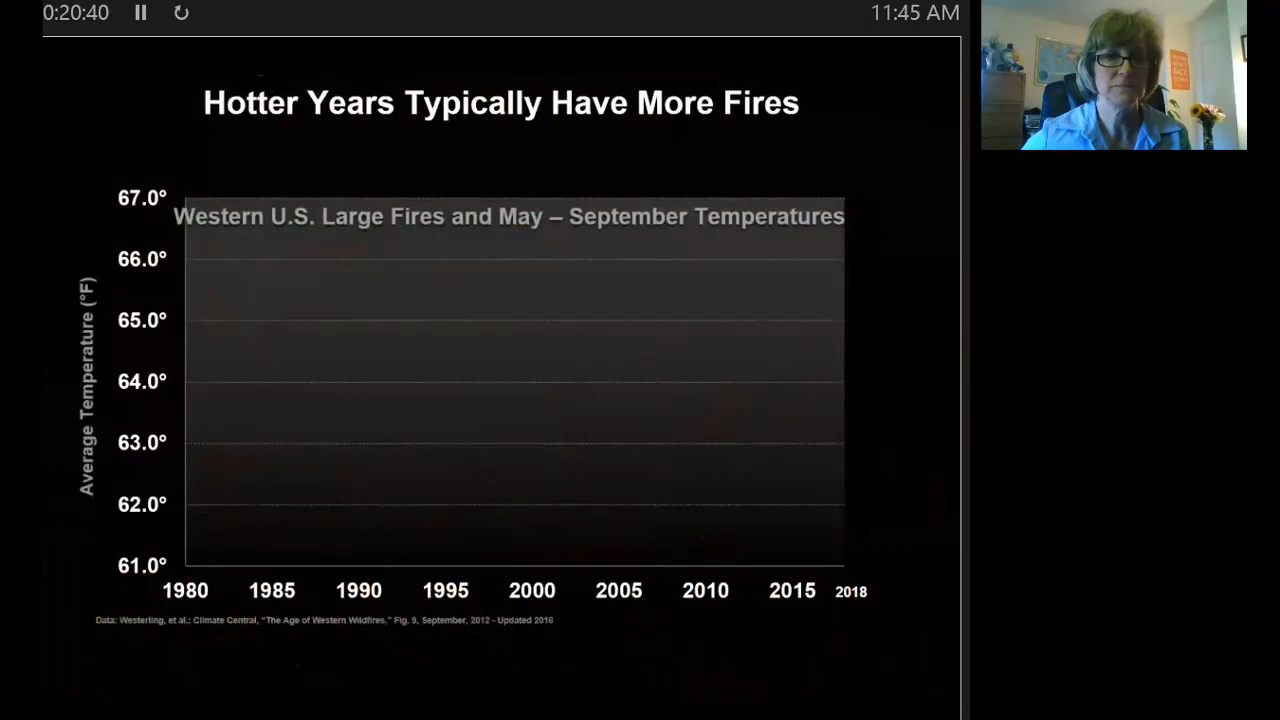 0:20:40
11:45 AM
Hotter Years Typically Have More Fires
Western U.S. Large Fires and May – September Temperatures
Average Temperature (°F)
67.0°
66.0°
65.0°
64.0°
63.0°
62.0°
61.0°
1980 1985 1990 1995 2000 2005 2010 2015 2018
Data: Westerling, et al.; Climate Central, "The Age of Western Wildfires," Fig. 9, September, 2012 - Updated 2016